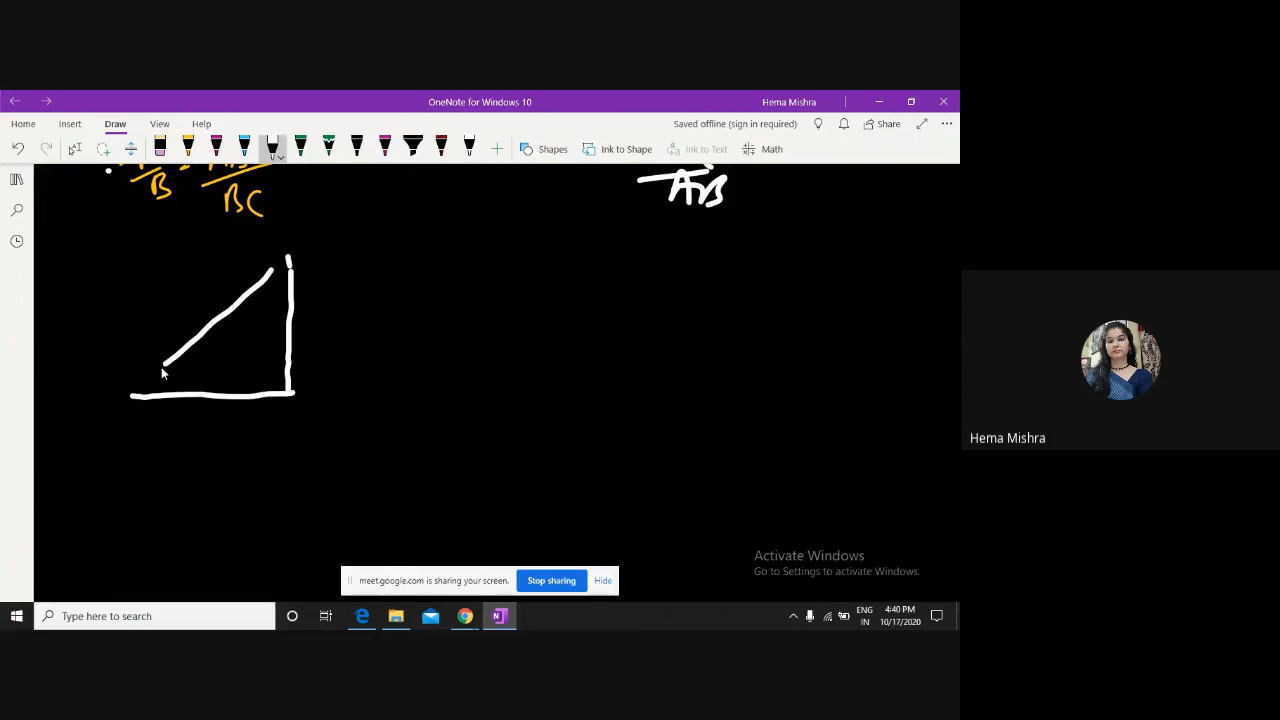 OneNote for Windows 10
Hema Mishra
Home Insert Draw View Help
Saved offline (sign in required)
Share
Shapes
Ink to Shape
Ink to Text
Math
B
BC
AB
Hema Mishra
Activate Windows
Go to Settings to activate Windows.
meet.google.com is sharing your screen. Stop sharing Hide
Type here to search
ENG
IN
4:40 PM
10/17/2020